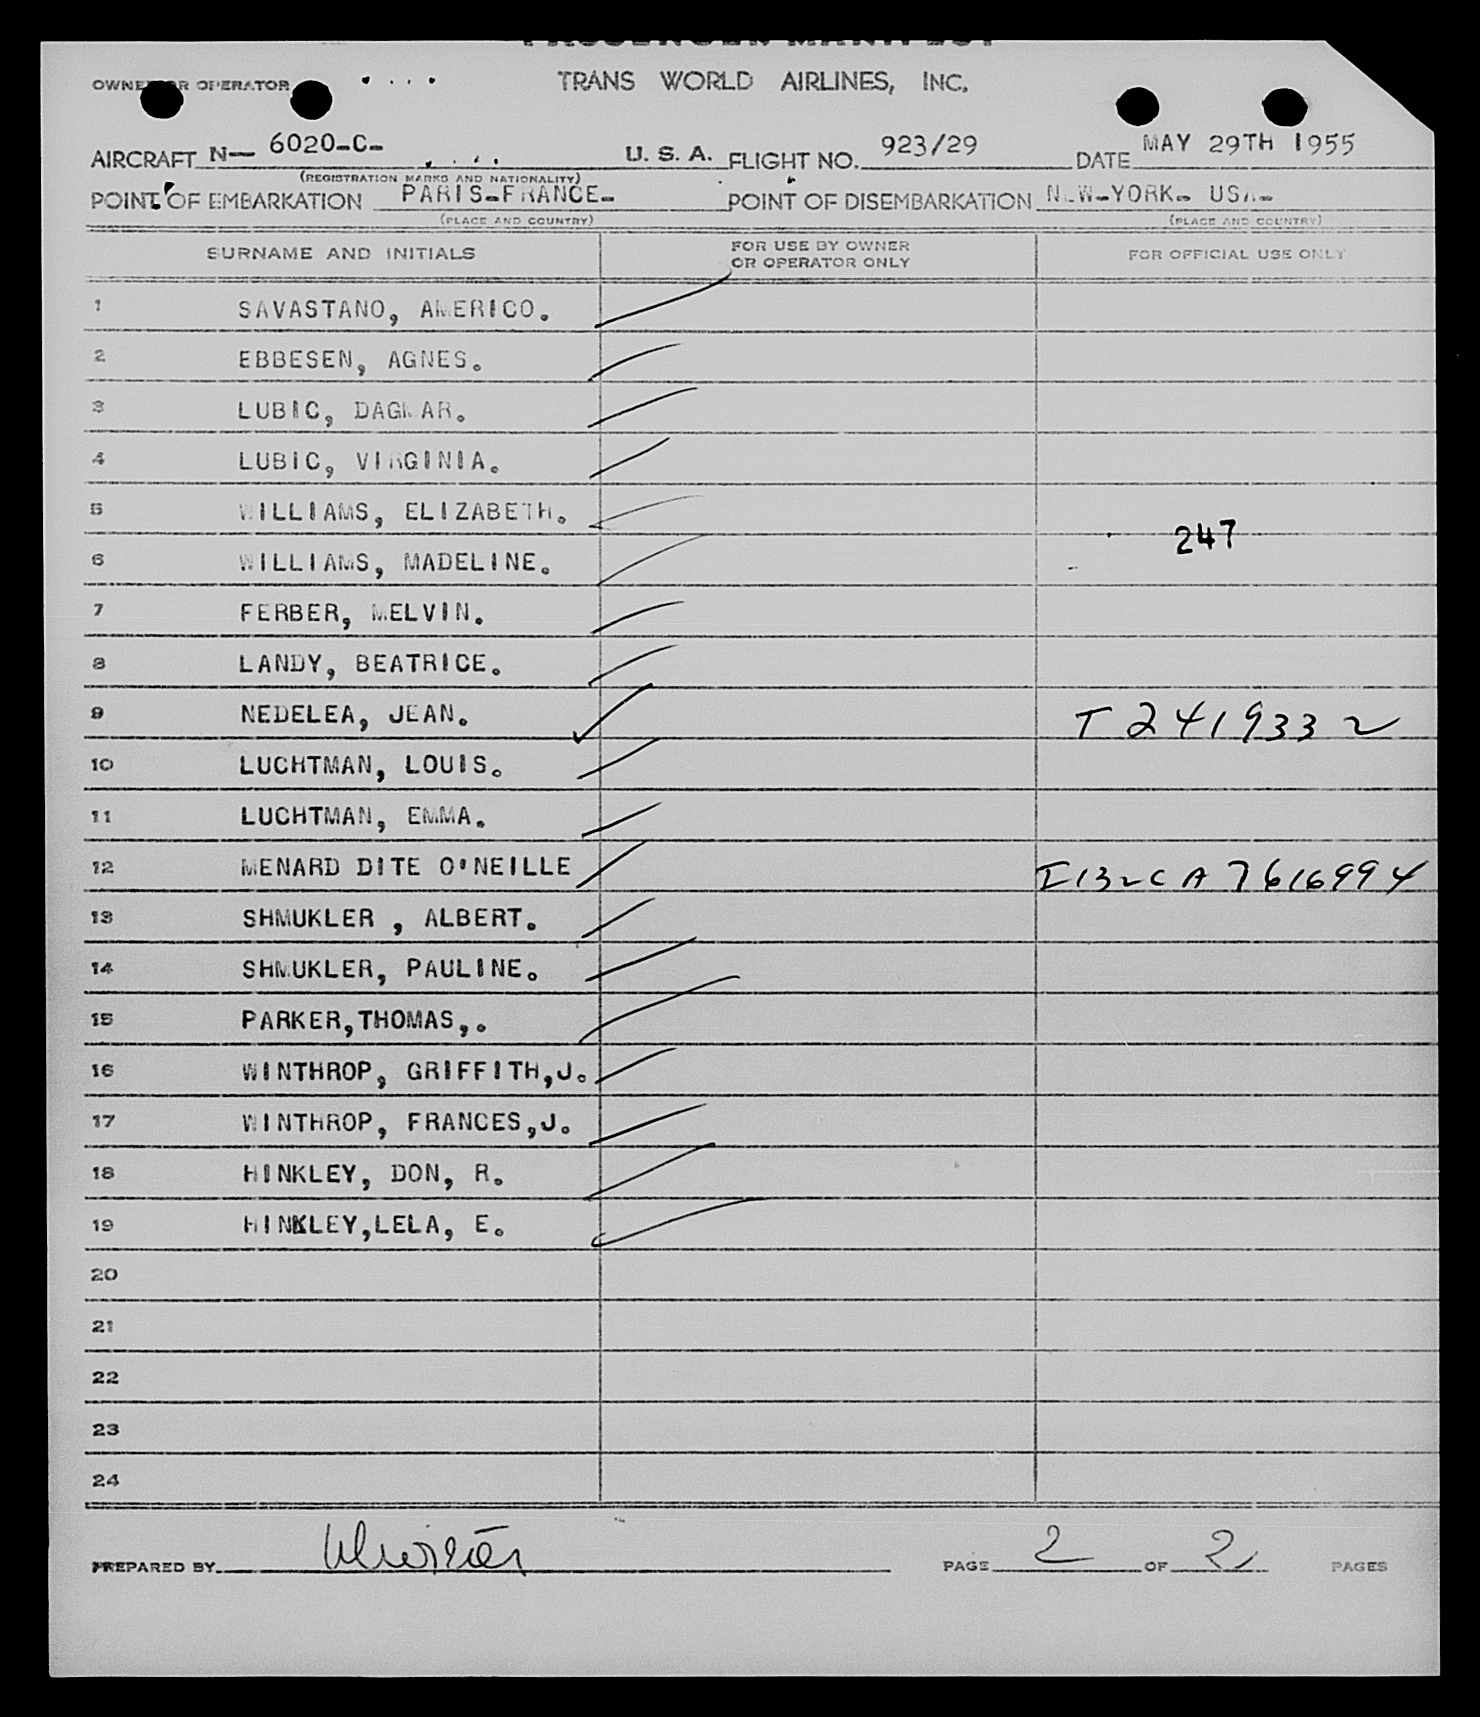 PASSENGER MANIFEST
OWNER OR OPERATOR TRANS WORLD AIRLINES, INC.
AIRCRAFT N— 6020-C- U. S. A. FLIGHT NO. 923/29 DATE MAY 29TH 1955
(REGISTRATION MARKS AND NATIONALITY)
POINT OF EMBARKATION PARIS-FRANCE- POINT OF DISEMBARKATION NEW-YORK- USA-
(PLACE AND COUNTRY) (PLACE AND COUNTRY)
SURNAME AND INITIALS FOR USE BY OWNER OR OPERATOR ONLY FOR OFFICIAL USE ONLY
1 SAVASTANO, AMERICO.
2 EBBESEN, AGNES.
3 LUBIC, DAGMAR.
4 LUBIC, VIRGINIA.
5 WILLIAMS, ELIZABETH.
247
6 WILLIAMS, MADELINE.
7 FERBER, MELVIN.
8 LANDY, BEATRICE.
9 NEDELEA, JEAN. T 2419332
10 LUCHTMAN, LOUIS.
11 LUCHTMAN, EMMA.
12 MENARD DITE O'NEILLE I 132C A 7616994
13 SHMUKLER , ALBERT.
14 SHMUKLER, PAULINE.
15 PARKER,THOMAS,.
16 WINTHROP, GRIFFITH,J.
17 WINTHROP, FRANCES,J.
18 HINKLEY, DON, R.
19 HINKLEY,LELA, E.
20
21
22
23
24
PREPARED BY PAGE 2 OF 2 PAGES